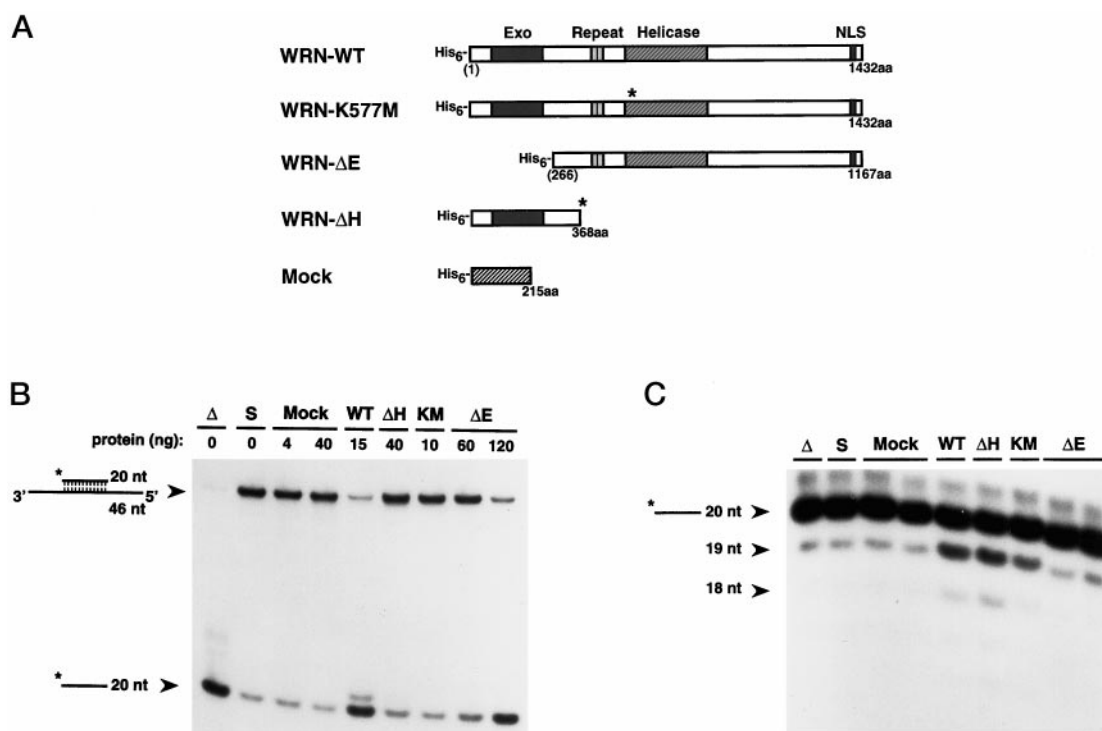 A
Exo Repeat Helicase NLS
WRN-WT His6- (1) 1432aa
*
WRN-K577M His6- 1432aa
WRN-ΔE His6- (266) 1167aa
*
WRN-ΔH His6- 368aa
Mock His6- 215aa
B
Δ S Mock WT ΔH KM ΔE
protein (ng): 0 0 4 40 15 40 10 60 120
* 20 nt
3' 5'
46 nt
* 20 nt
C
Δ S Mock WT ΔH KM ΔE
* 20 nt
19 nt
18 nt